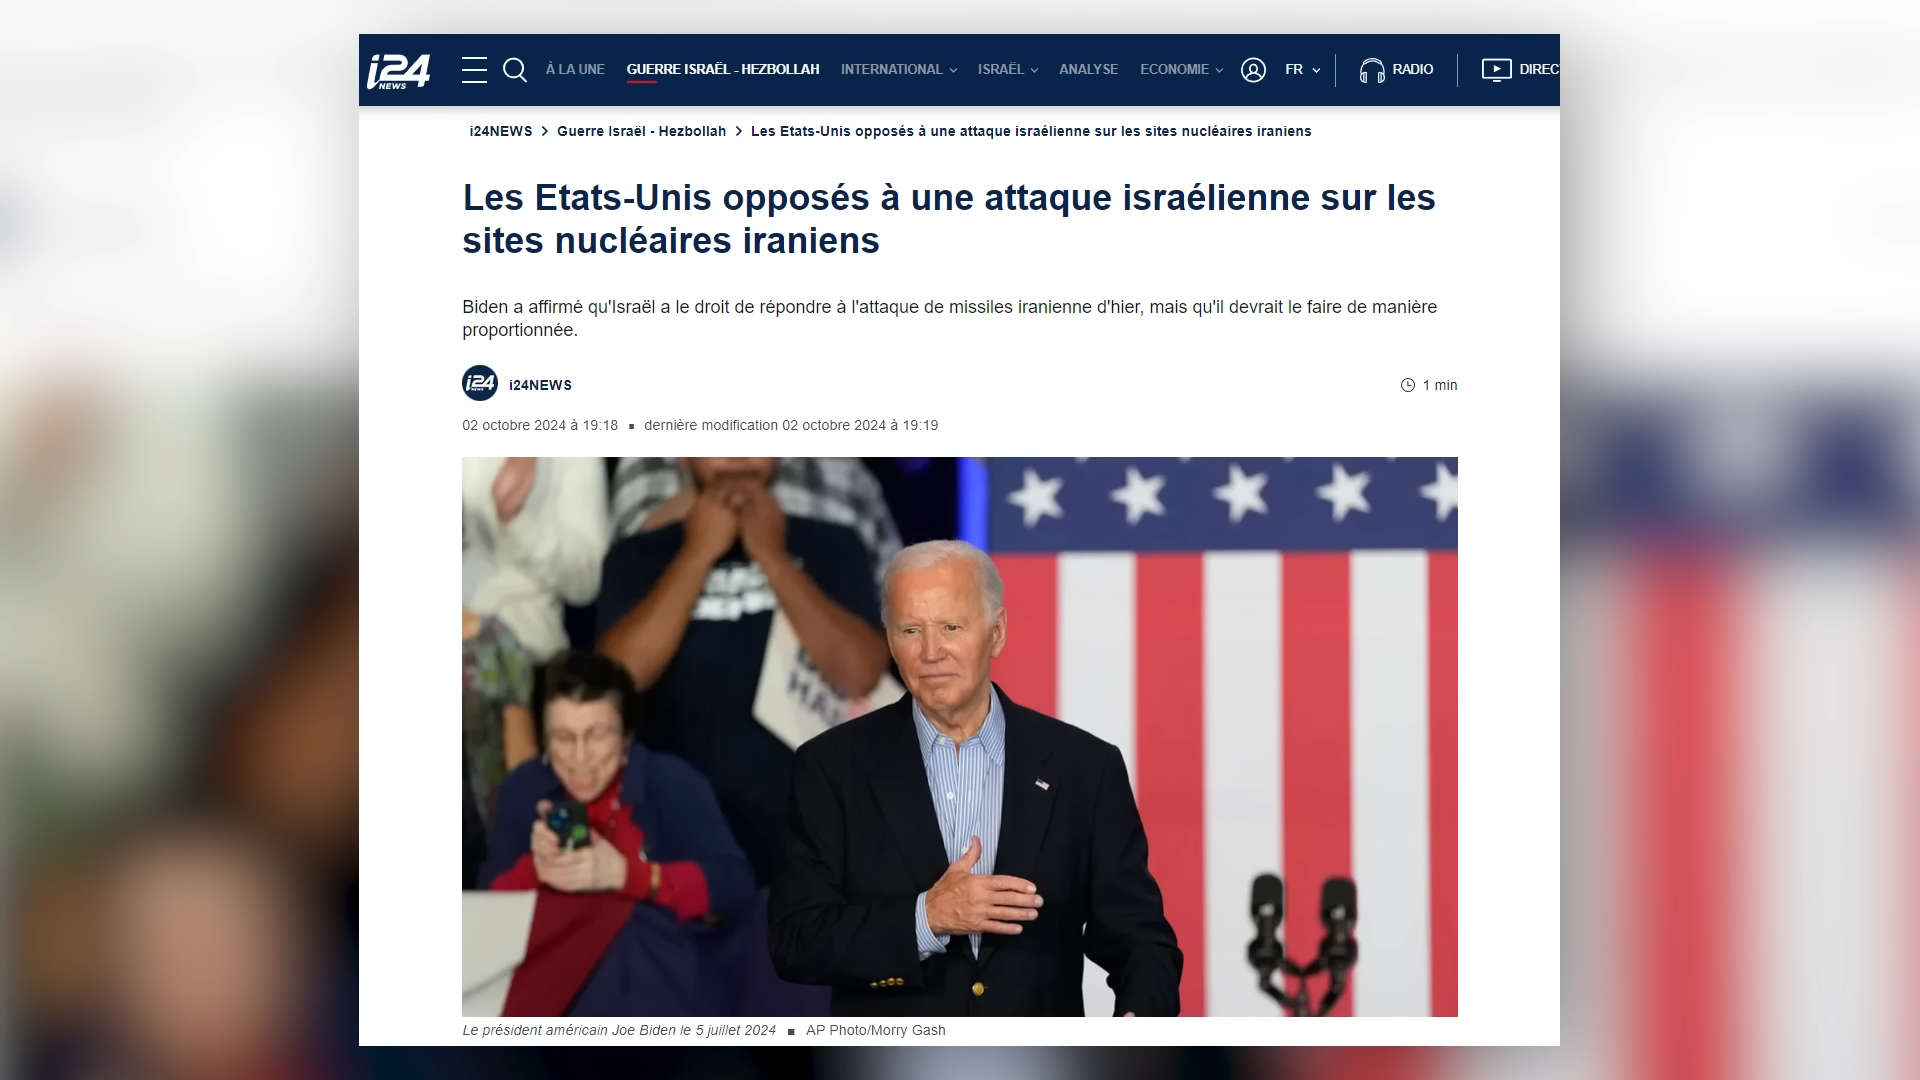 i24 NEWS À LA UNE GUERRE ISRAËL - HEZBOLLAH INTERNATIONAL ISRAËL ANALYSE ECONOMIE FR RADIO DIREC
i24NEWS > Guerre Israël - Hezbollah > Les Etats-Unis opposés à une attaque israélienne sur les sites nucléaires iraniens
Les Etats-Unis opposés à une attaque israélienne sur les
sites nucléaires iraniens
Biden a affirmé qu'Israël a le droit de répondre à l'attaque de missiles iranienne d'hier, mais qu'il devrait le faire de manière
proportionnée.
i24 NEWS i24NEWS 1 min
02 octobre 2024 à 19:18 ■ dernière modification 02 octobre 2024 à 19:19
Le président américain Joe Biden le 5 juillet 2024 ■ AP Photo/Morry Gash